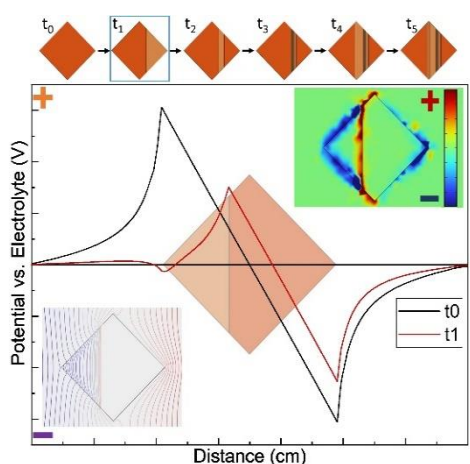 t0 t1 t2 t3 t4 t5
+
+
Potential vs. Electrolyte (V)
t0
t1
Distance (cm)